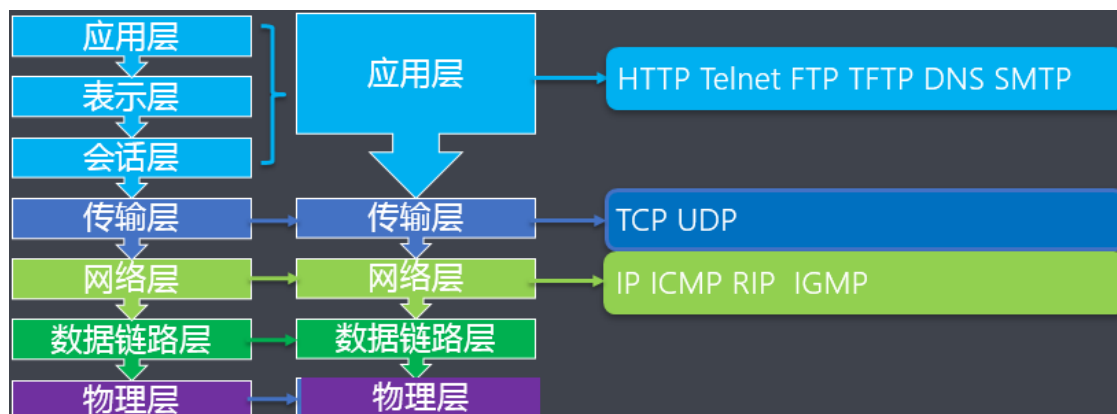 应用层
表示层
会话层
传输层
网络层
数据链路层
物理层
应用层
传输层
网络层
数据链路层
物理层
HTTP Telnet FTP TFTP DNS SMTP
TCP UDP
IP ICMP RIP  IGMP